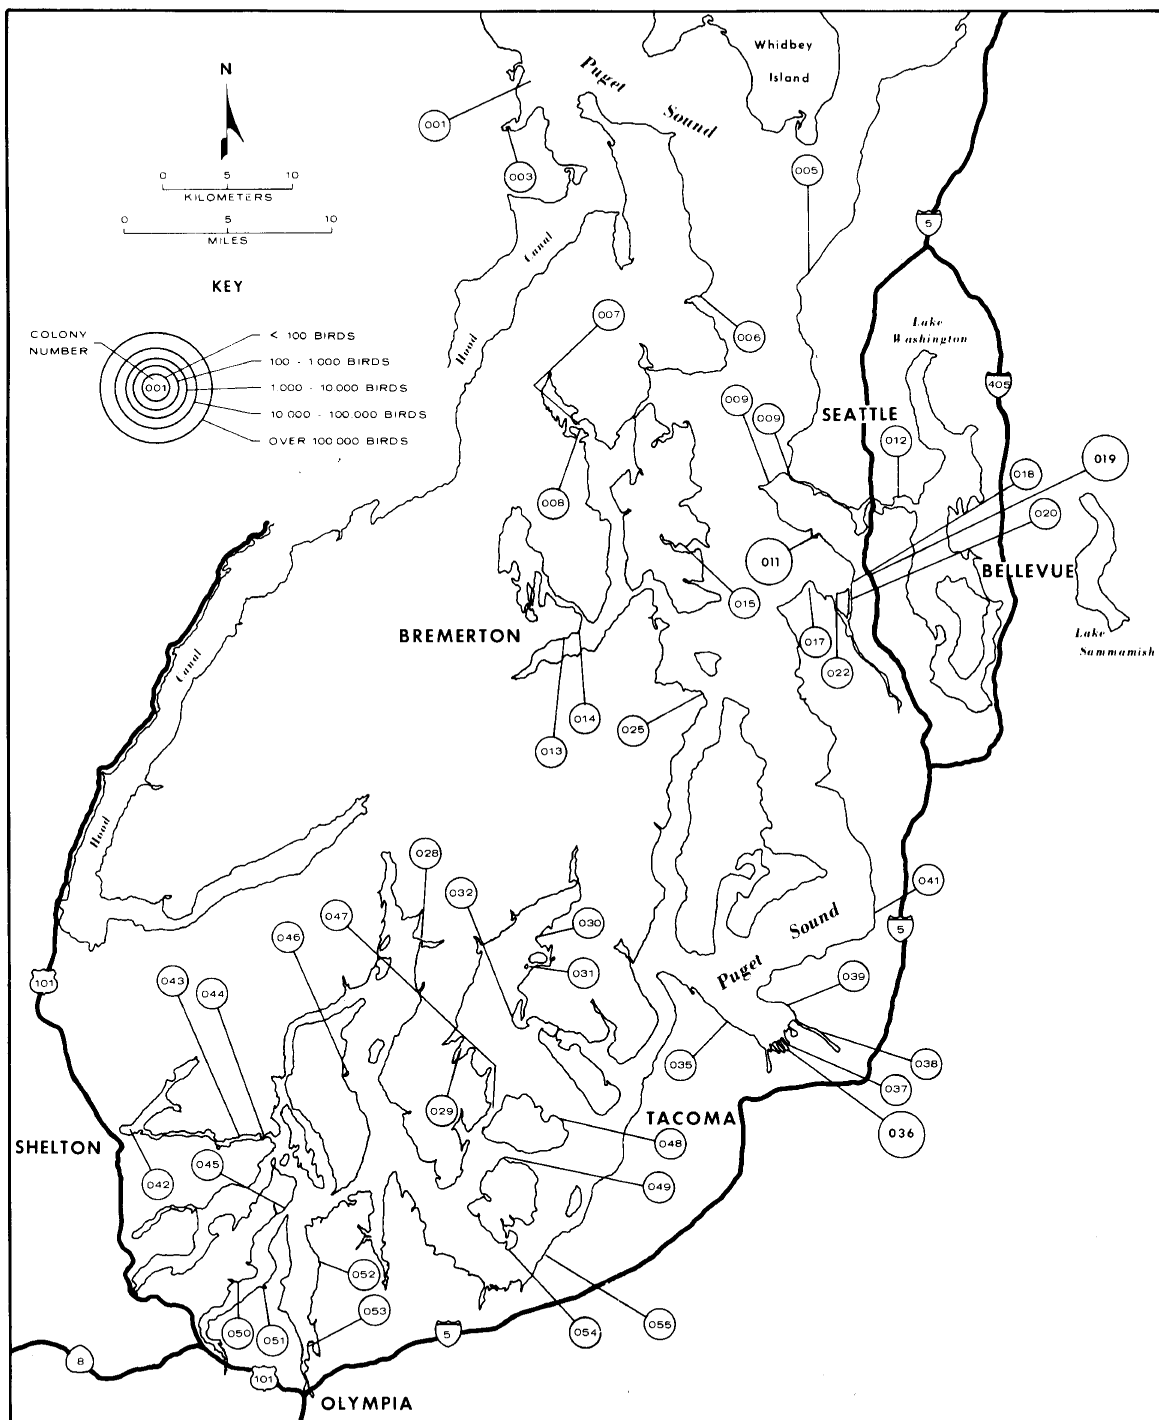 Whidbey
Island
Puget
Sound
N
0 5 10
KILOMETERS
0 5 10
MILES
001
003
005
5
Hood
Canal
KEY
COLONY
NUMBER
001
< 100 BIRDS
100 - 1 000 BIRDS
1.000 - 10 000 BIRDS
10 000 - 100.000 BIRDS
OVER 100 000 BIRDS
007
006
Lake
Washington
405
009
009
SEATTLE
012
018
019
020
008
011
BELLEVUE
015
BREMERTON
017
022
Lake
Sammamish
014
013
025
Canal
Hood
028
032
041
047
046
030
Puget
Sound
5
101
043
044
031
039
035
038
037
029
TACOMA
036
SHELTON
048
042
045
049
052
053
050
051
054
055
5
8
101
OLYMPIA